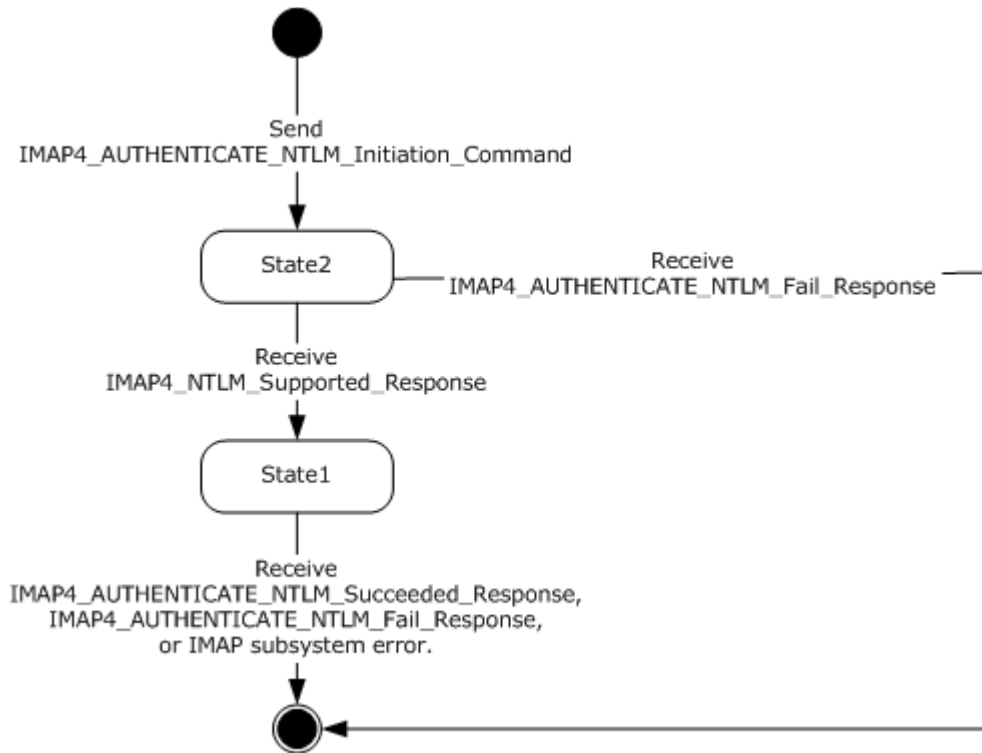 Send
IMAP4_AUTHENTICATE_NTLM_Initiation_Command
State2
Receive
IMAP4_AUTHENTICATE_NTLM_Fail_Response
Receive
IMAP4_NTLM_Supported_Response
State1
Receive
IMAP4_AUTHENTICATE_NTLM_Succeeded_Response,
IMAP4_AUTHENTICATE_NTLM_Fail_Response,
or IMAP subsystem error.